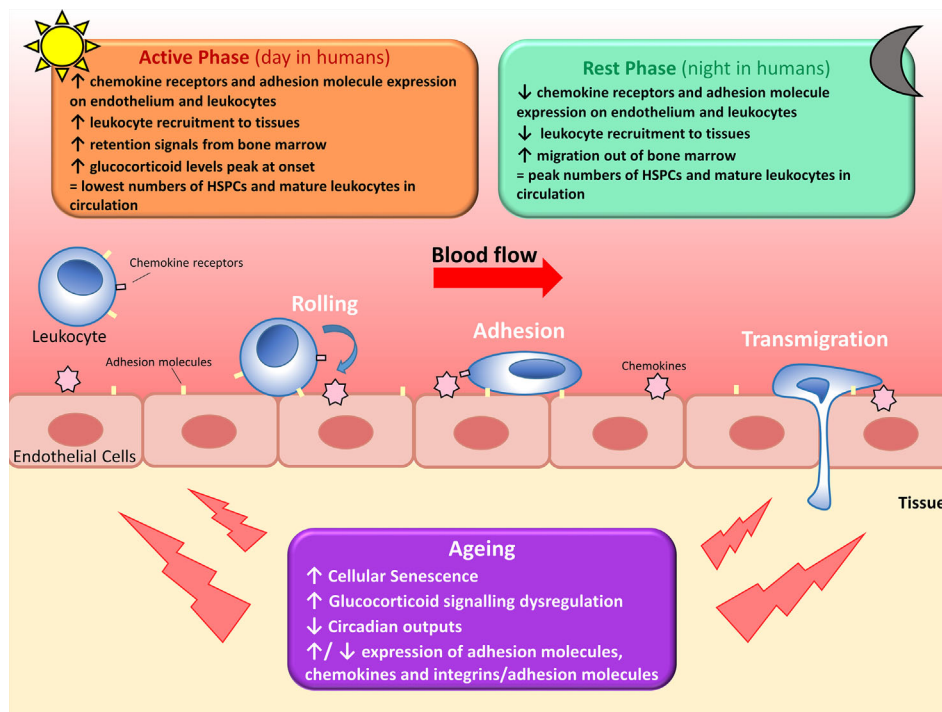 Active Phase (day in humans)
↑ chemokine receptors and adhesion molecule expression
on endothelium and leukocytes
↑ leukocyte recruitment to tissues
↑ retention signals from bone marrow
↑ glucocorticoid levels peak at onset
= lowest numbers of HSPCs and mature leukocytes in
circulation
Rest Phase (night in humans)
↓ chemokine receptors and adhesion molecule
expression on endothelium and leukocytes
↓ leukocyte recruitment to tissues
↑ migration out of bone marrow
= peak numbers of HSPCs and mature leukocytes in
circulation
Blood flow
Chemokine receptors
Leukocyte
Rolling
Adhesion
Transmigration
Adhesion molecules
Chemokines
Endothelial Cells
Tissue
Ageing
↑ Cellular Senescence
↑ Glucocorticoid signalling dysregulation
↓ Circadian outputs
↑/ ↓ expression of adhesion molecules,
chemokines and integrins/adhesion molecules